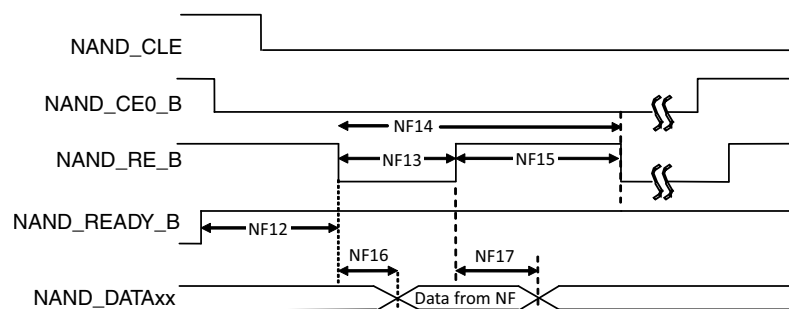 NAND_CLE
NAND_CE0_B
NF14
NAND_RE_B
NF13
NF15
NAND_READY_B
NF12
NF16
NF17
NAND_DATAxx
Data from NF